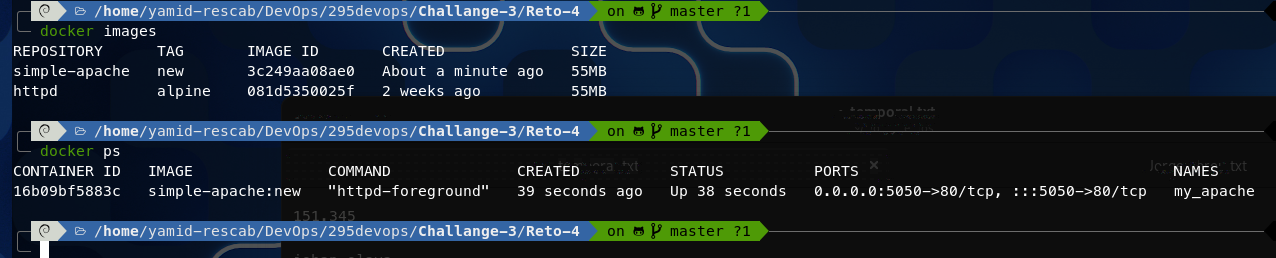 /home/yamid-rescab/DevOps/295devops/Challange-3/Reto-4 on master ?1
docker images
REPOSITORY TAG IMAGE ID CREATED SIZE
simple-apache new 3c249aa08ae0 About a minute ago 55MB
httpd alpine 081d5350025f 2 weeks ago 55MB
/home/yamid-rescab/DevOps/295devops/Challange-3/Reto-4 on master ?1
docker ps
CONTAINER ID IMAGE COMMAND CREATED STATUS PORTS NAMES
16b09bf5883c simple-apache:new "httpd-foreground" 39 seconds ago Up 38 seconds 0.0.0.0:5050->80/tcp, :::5050->80/tcp my_apache
151.345
/home/yamid-rescab/DevOps/295devops/Challange-3/Reto-4 on master ?1